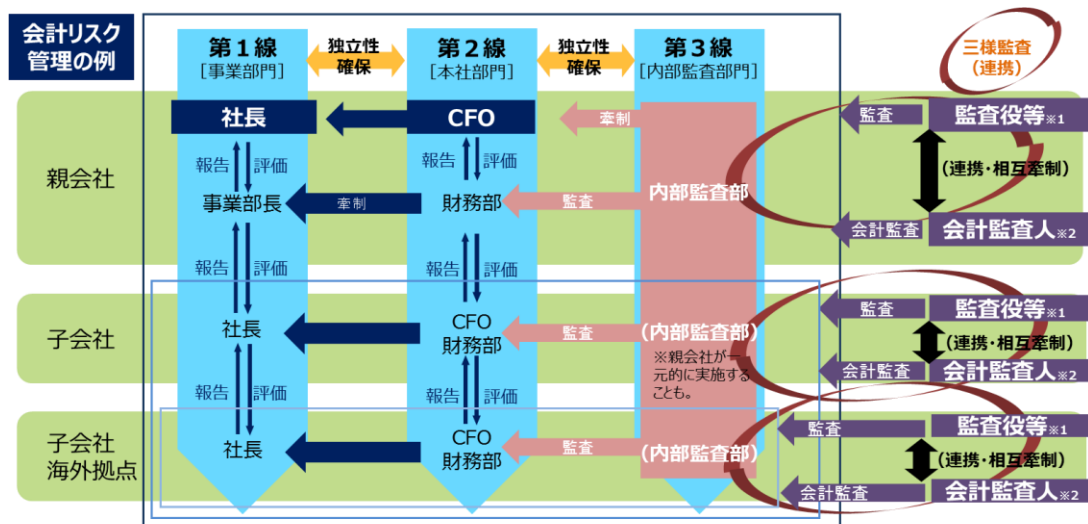 会計リスク
管理の例
第1線
[事業部門]
独立性
確保
第2線
[本社部門]
独立性
確保
第3線
[内部監査部門]
三様監査
(連携)
親会社
社長
CFO
牽制
監査
監査役等※1
報告
評価
報告
評価
(連携・相互牽制)
事業部長
牽制
財務部
監査
内部監査部
会計監査
会計監査人※2
報告
評価
報告
評価
子会社
社長
CFO
財務部
監査
(内部監査部)
※親会社が一
元的に実施する
ことも。
監査
監査役等※1
(連携・相互牽制)
会計監査
会計監査人※2
報告
評価
報告
評価
子会社
海外拠点
社長
CFO
財務部
監査
(内部監査部)
監査
監査役等※1
(連携・相互牽制)
会計監査
会計監査人※2